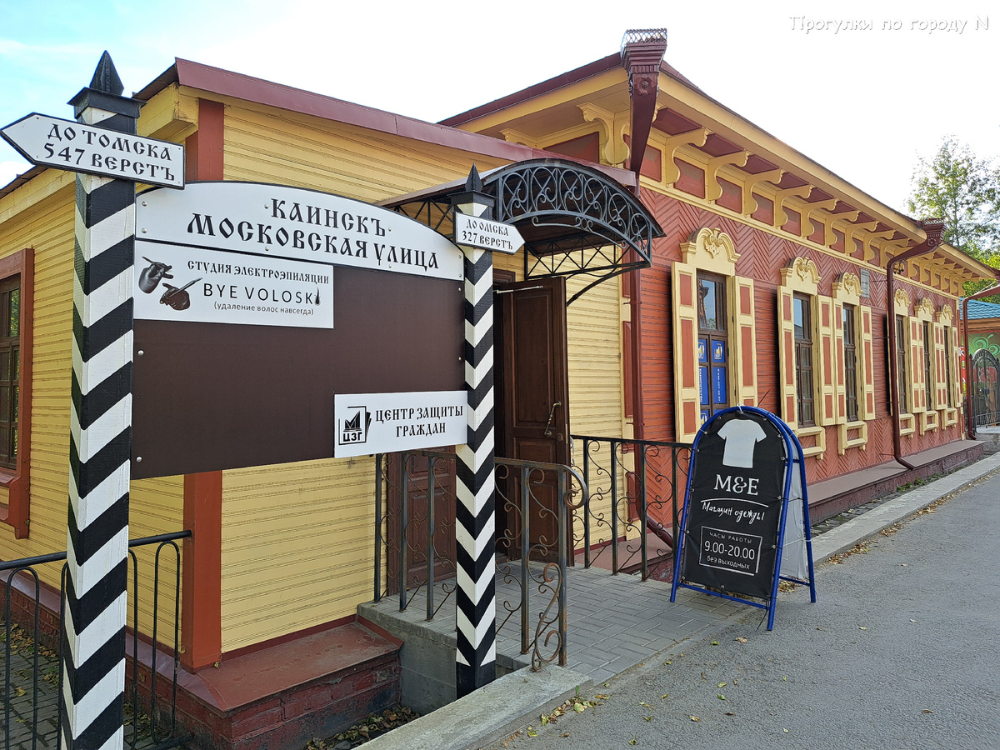 Прогулки по городу N
ДО ТОМСКА
547 ВЕРСТЪ
КАИНСКЪ
МОСКОВСКАЯ УЛИЦА
ДО ОМСКА
327 ВЕРСТЪ
СТУДИЯ ЭЛЕКТРОЭПИЛЯЦИИ
BYE VOLOSKI
(удаление волос навсегда)
ЦЗГ
ЦЕНТР ЗАЩИТЫ
ГРАЖДАН
M&E
Магазин одежды
ЧАСЫ РАБОТЫ
9.00-20.00
без выходных